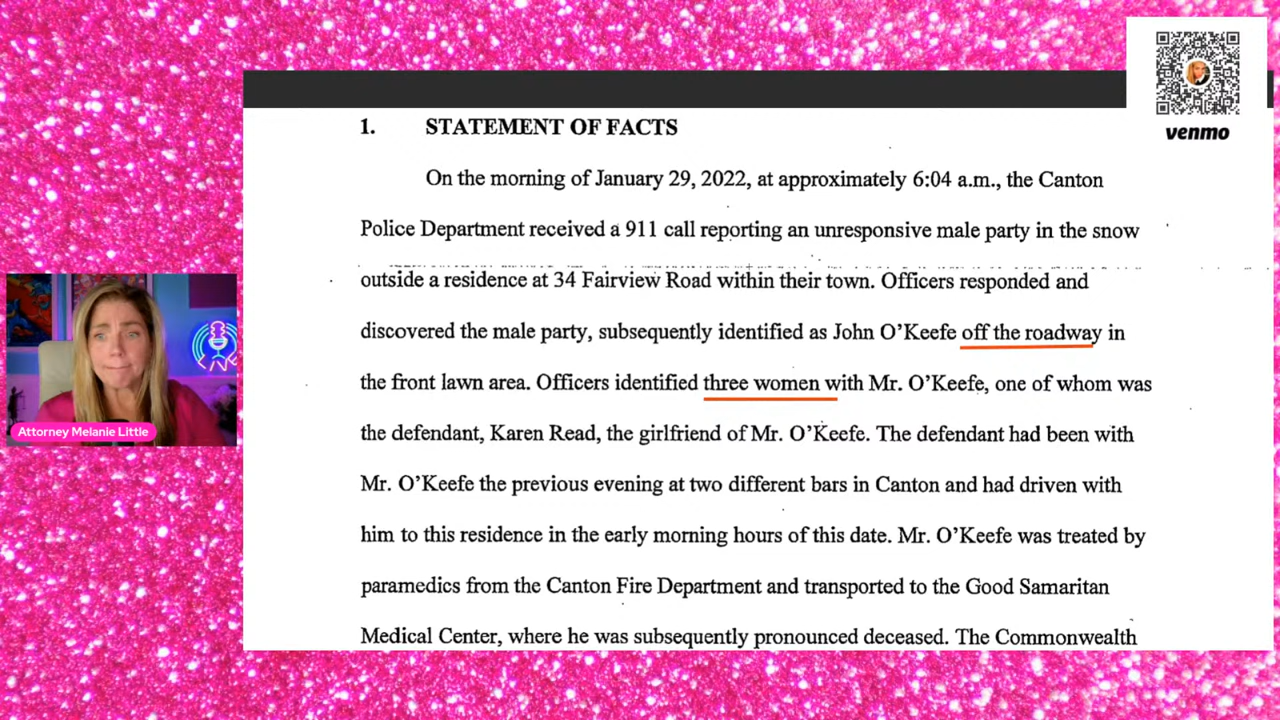 venmo
1. STATEMENT OF FACTS
On the morning of January 29, 2022, at approximately 6:04 a.m., the Canton
Police Department received a 911 call reporting an unresponsive male party in the snow
outside a residence at 34 Fairview Road within their town. Officers responded and
discovered the male party, subsequently identified as John O'Keefe off the roadway in
the front lawn area. Officers identified three women with Mr. O'Keefe, one of whom was
the defendant, Karen Read, the girlfriend of Mr. O'Keefe. The defendant had been with
Mr. O'Keefe the previous evening at two different bars in Canton and had driven with
him to this residence in the early morning hours of this date. Mr. O'Keefe was treated by
paramedics from the Canton Fire Department and transported to the Good Samaritan
Medical Center, where he was subsequently pronounced deceased. The Commonwealth
Attorney Melanie Little